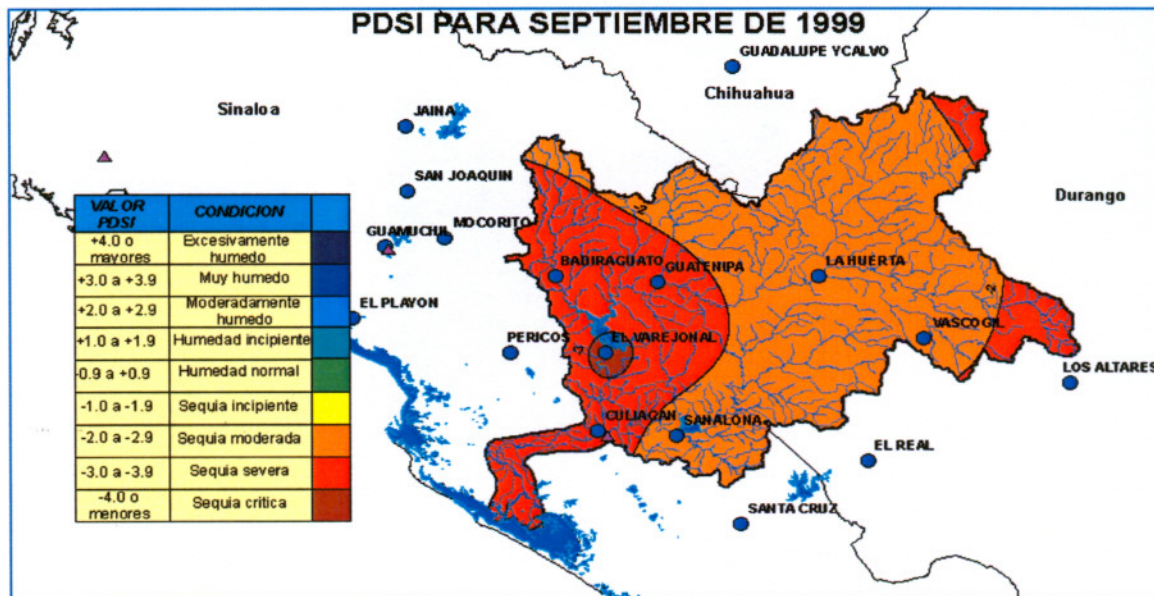 PDSI PARA SEPTIEMBRE DE 1999
GUADALUPE YCALVO
Chihuahua
Sinaloa
JAINA
SAN JOAQUIN
Durango
MOCORITO
GUAMUCHIL
BADIRAGUATO
GUATENIPA
LA HUERTA
EL PLAYON
PERICOS
EL VAREJONAL
VASCOGIL
LOS ALTARES
CULIACAN
SANALONA
EL REAL
SANTA CRUZ
-2
-2
-3
VALOR PDSI CONDICION
+4.0 o mayores Excesivamente humedo
+3.0 a +3.9 Muy humedo
+2.0 a +2.9 Moderadamente humedo
+1.0 a +1.9 Humedad incipiente
-0.9 a +0.9 Humedad normal
-1.0 a -1.9 Sequia incipiente
-2.0 a -2.9 Sequia moderada
-3.0 a -3.9 Sequia severa
-4.0 o menores Sequia critica